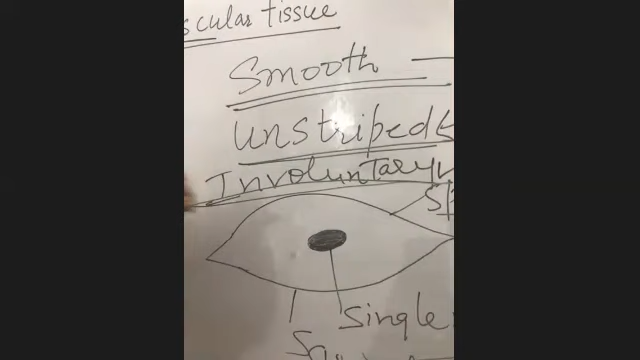 scular tissue
Smooth
Unstriped
Involuntary
Single